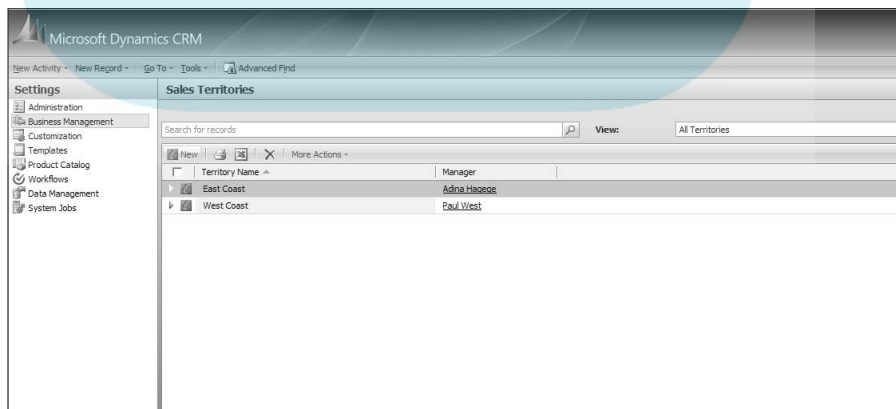 Microsoft Dynamics CRM
New Activity New Record Go To Tools Advanced Find
Settings
Administration
Business Management
Customization
Templates
Product Catalog
Workflows
Data Management
System Jobs
Sales Territories
Search for records View: All Territories
New More Actions
Territory Name Manager
East Coast Adina Hagege
West Coast Paul West